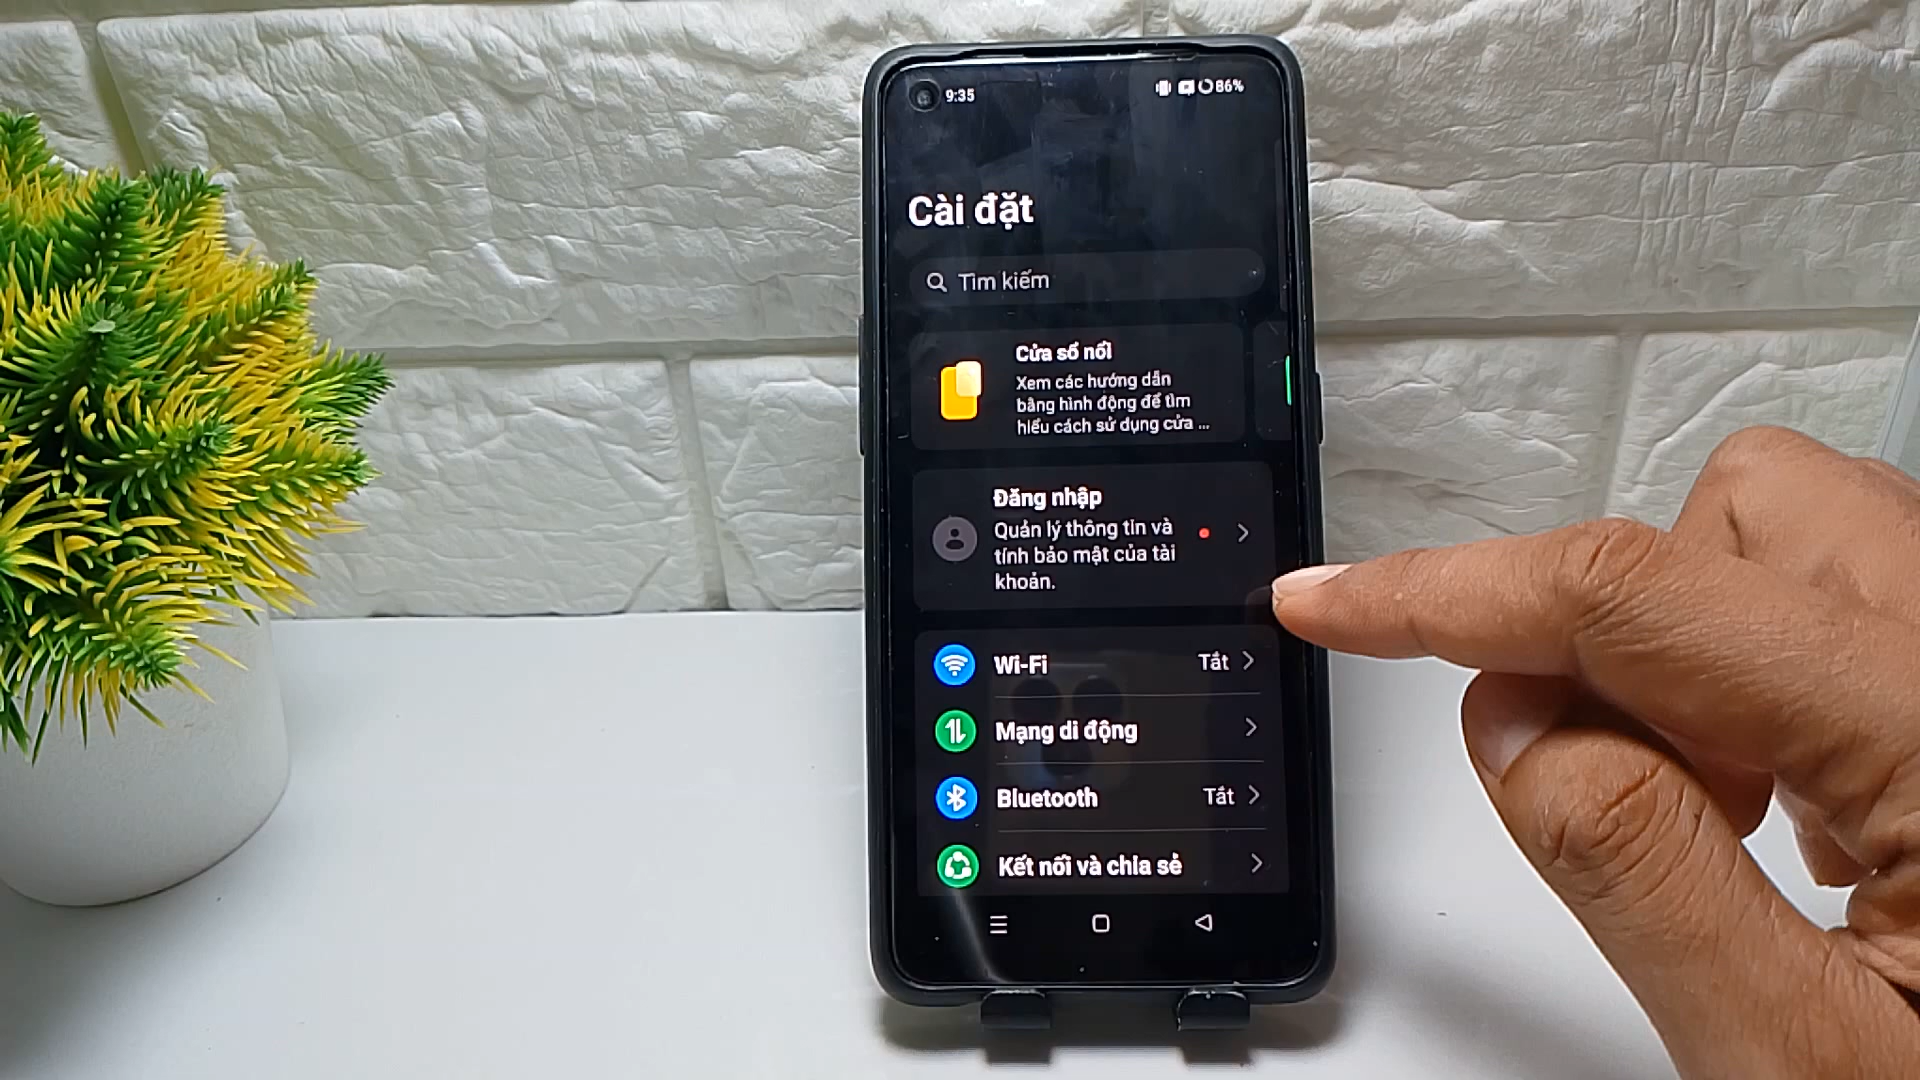 9:35
86%
Cài đặt
Tìm kiếm
Cửa sổ nổi
Xem các hướng dẫn
bằng hình động để tìm
hiểu cách sử dụng cửa ...
Đăng nhập
Quản lý thông tin và
tính bảo mật của tài
khoản.
Wi-Fi
Tắt
Mạng di động
Bluetooth
Tắt
Kết nối và chia sẻ